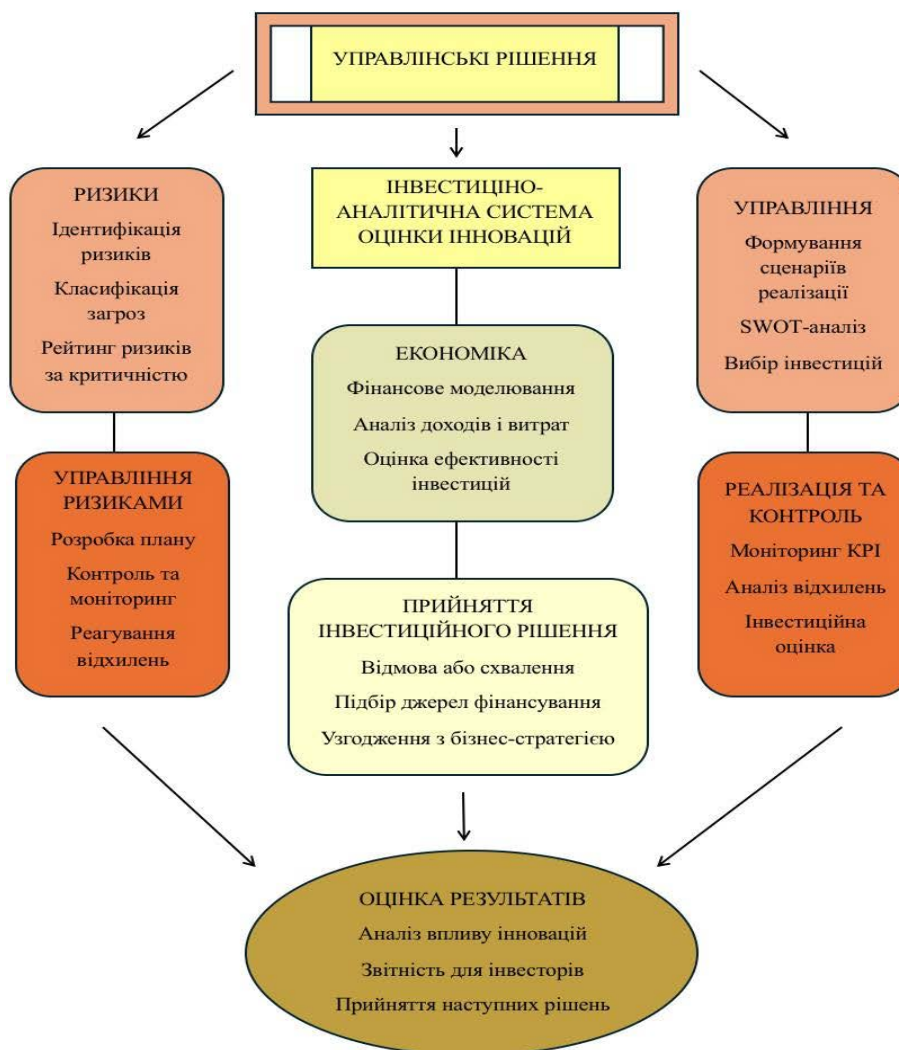 УПРАВЛІНСЬКІ РІШЕННЯ
РИЗИКИ
Ідентифікація
ризиків
Класифікація
загроз
Рейтинг ризиків
за критичністю
ІНВЕСТИЦІНО-
АНАЛІТИЧНА СИСТЕМА
ОЦІНКИ ІННОВАЦІЙ
УПРАВЛІННЯ
Формування
сценаріїв
реалізації
SWOT-аналіз
Вибір інвестицій
ЕКОНОМІКА
Фінансове моделювання
Аналіз доходів і витрат
Оцінка ефективності
інвестицій
УПРАВЛІННЯ
РИЗИКАМИ
Розробка плану
Контроль та
моніторинг
Реагування
відхилень
ПРИЙНЯТТЯ
ІНВЕСТИЦІЙНОГО РІШЕННЯ
Відмова або схвалення
Підбір джерел фінансування
Узгодження з бізнес-стратегією
РЕАЛІЗАЦІЯ ТА
КОНТРОЛЬ
Моніторинг KPI
Аналіз відхилень
Інвестиційна
оцінка
ОЦІНКА РЕЗУЛЬТАТІВ
Аналіз впливу інновацій
Звітність для інвесторів
Прийняття наступних рішень